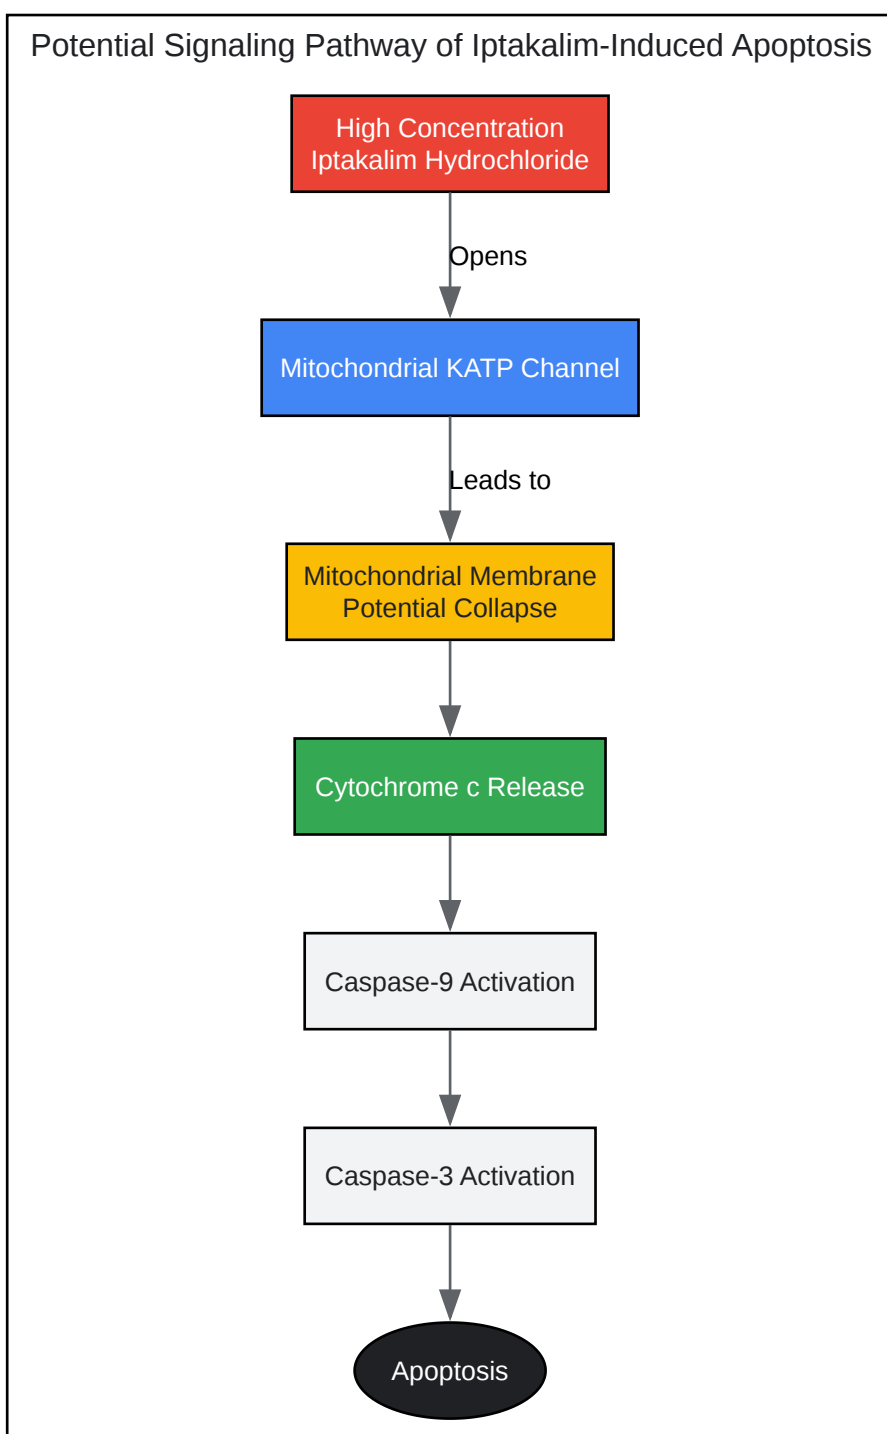 Potential Signaling Pathway of Iptakalim-Induced Apoptosis
High Concentration
Iptakalim Hydrochloride
Opens
Mitochondrial KATP Channel
Leads to
Mitochondrial Membrane
Potential Collapse
Cytochrome c Release
Caspase-9 Activation
Caspase-3 Activation
Apoptosis